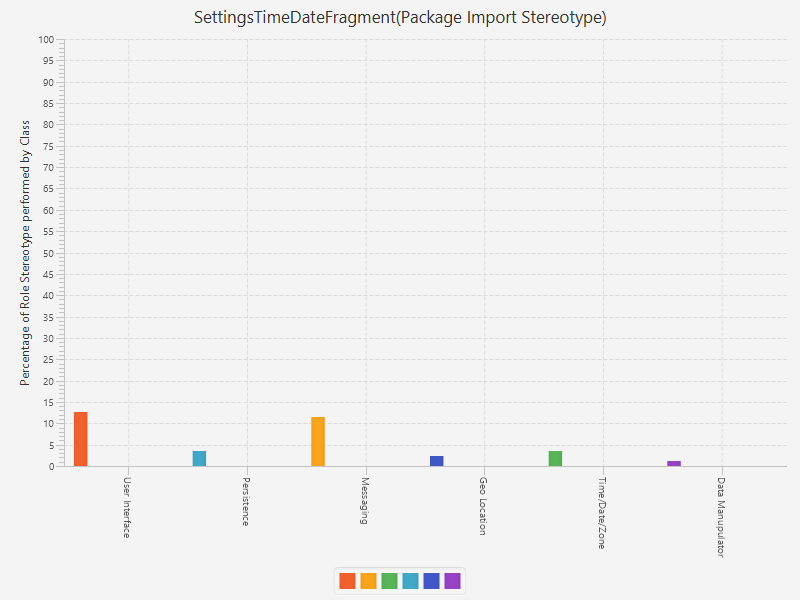 SettingsTimeDateFragment(Package Import Stereotype)
Percentage of Role Stereotype performed by Class
100
95
90
85
80
75
70
65
60
55
50
45
40
35
30
25
20
15
10
5
0
User Interface
Persistence
Messaging
Geo Location
Time/Date/Zone
Data Manupulator